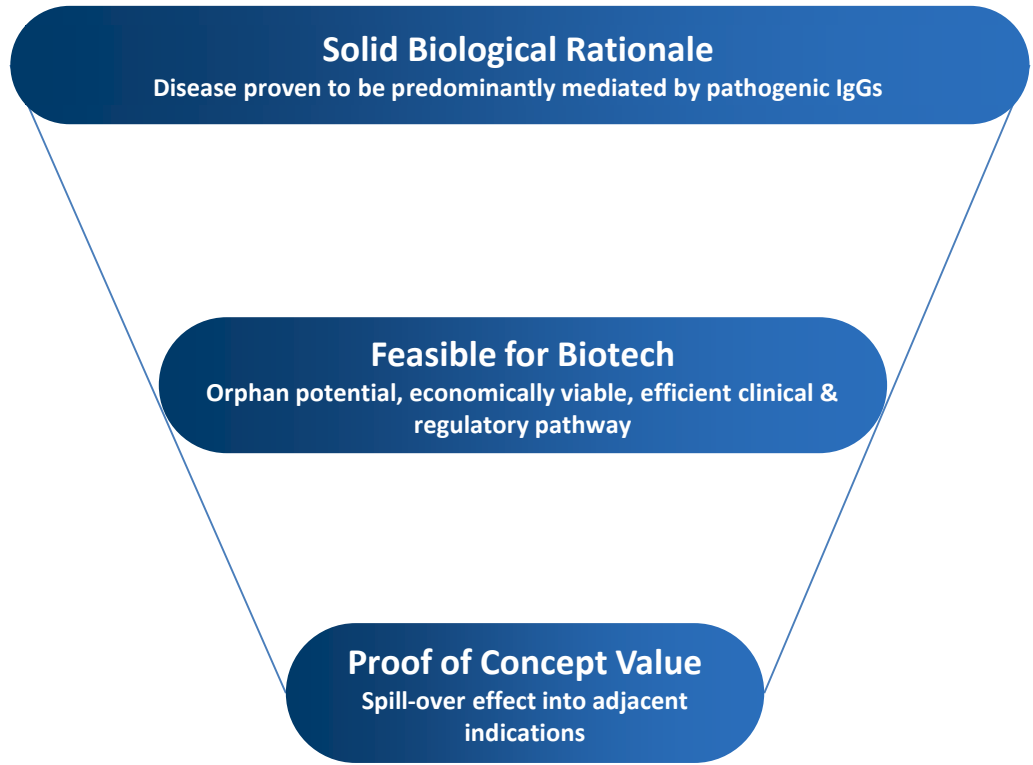 Solid Biological Rationale
Disease proven to be predominantly mediated by pathogenic IgGs
Feasible for Biotech
Orphan potential, economically viable, efficient clinical &
regulatory pathway
Proof of Concept Value
Spill-over effect into adjacent
indications